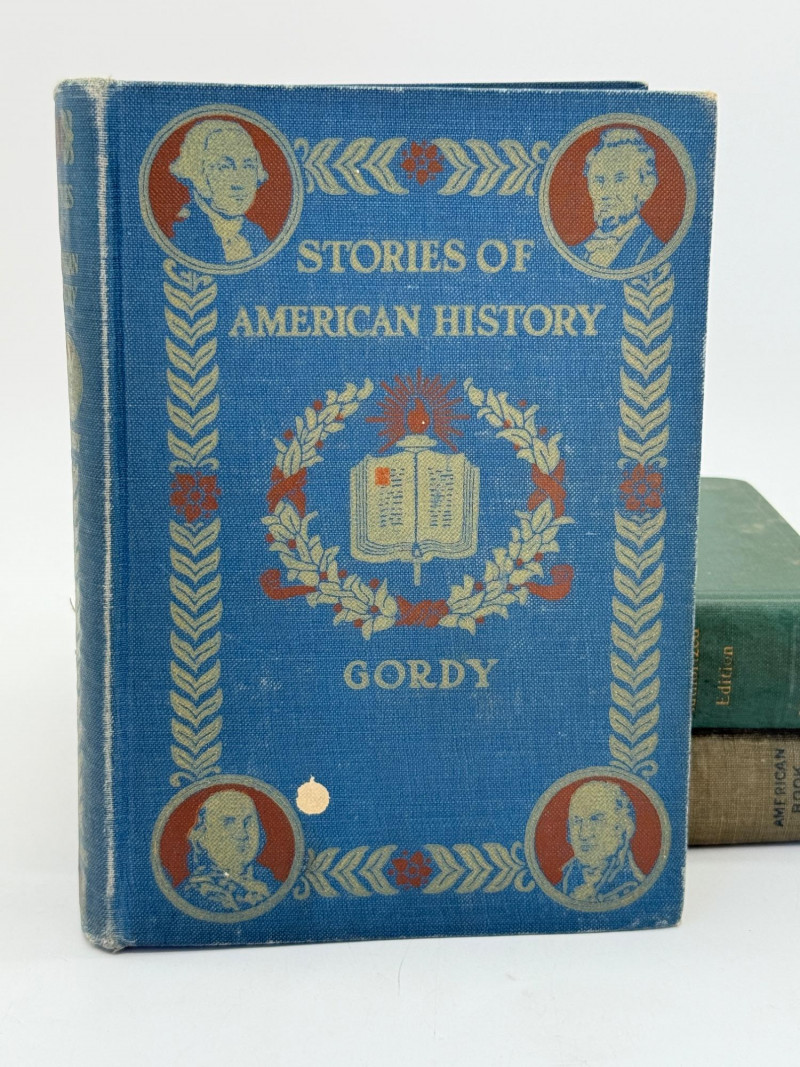 STORIES OF
AMERICAN HISTORY
GORDY
Edition
AMERICAN
BOOK